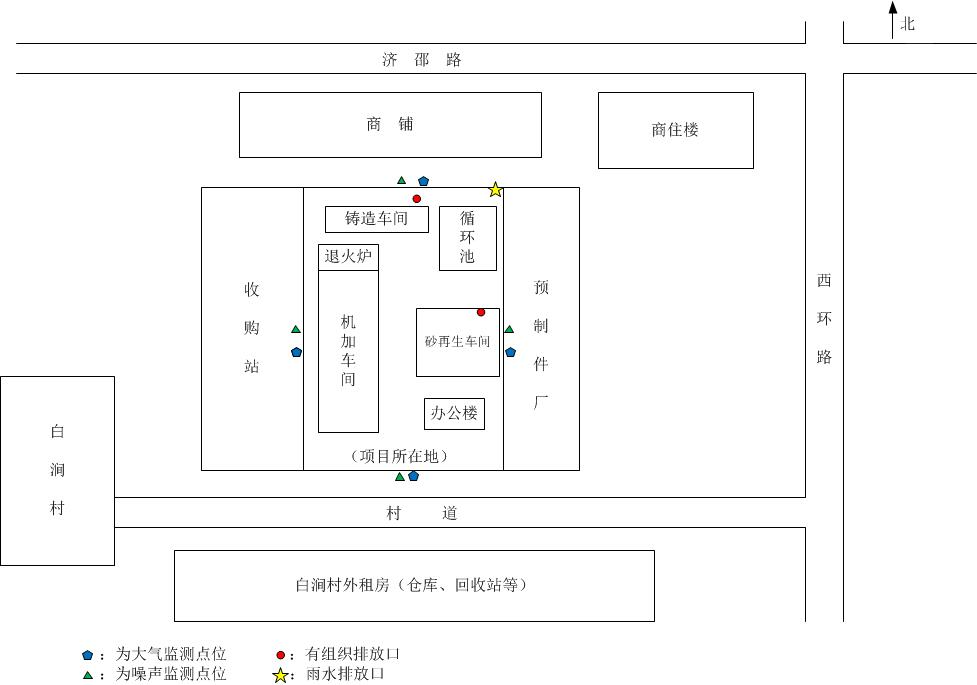 北
济 邵 路
商 铺
商住楼
铸造车间
循环池
退火炉
收购站
机加车间
砂再生车间
预制件厂
西环路
办公楼
（项目所在地）
白涧村
村 道
白涧村外租房（仓库、回收站等）
：为大气监测点位
：有组织排放口
：为噪声监测点位
：雨水排放口